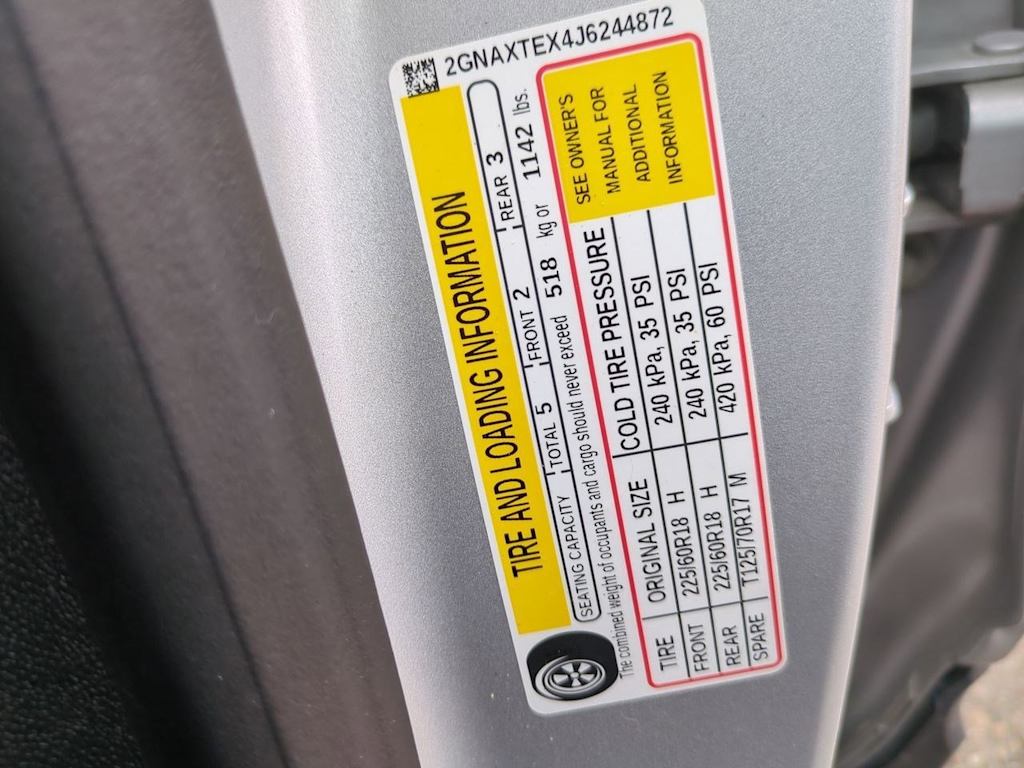 2GNAXTEX4J6244872
TIRE AND LOADING INFORMATION
SEATING CAPACITY TOTAL 5 FRONT 2 REAR 3
The combined weight of occupants and cargo should never exceed 518 kg or 1142 lbs.
TIRE ORIGINAL SIZE COLD TIRE PRESSURE
FRONT 225/60R18 H 240 kPa, 35 PSI
REAR 225/60R18 H 240 kPa, 35 PSI
SPARE T125/70R17 M 420 kPa, 60 PSI
SEE OWNER'S
MANUAL FOR
ADDITIONAL
INFORMATION